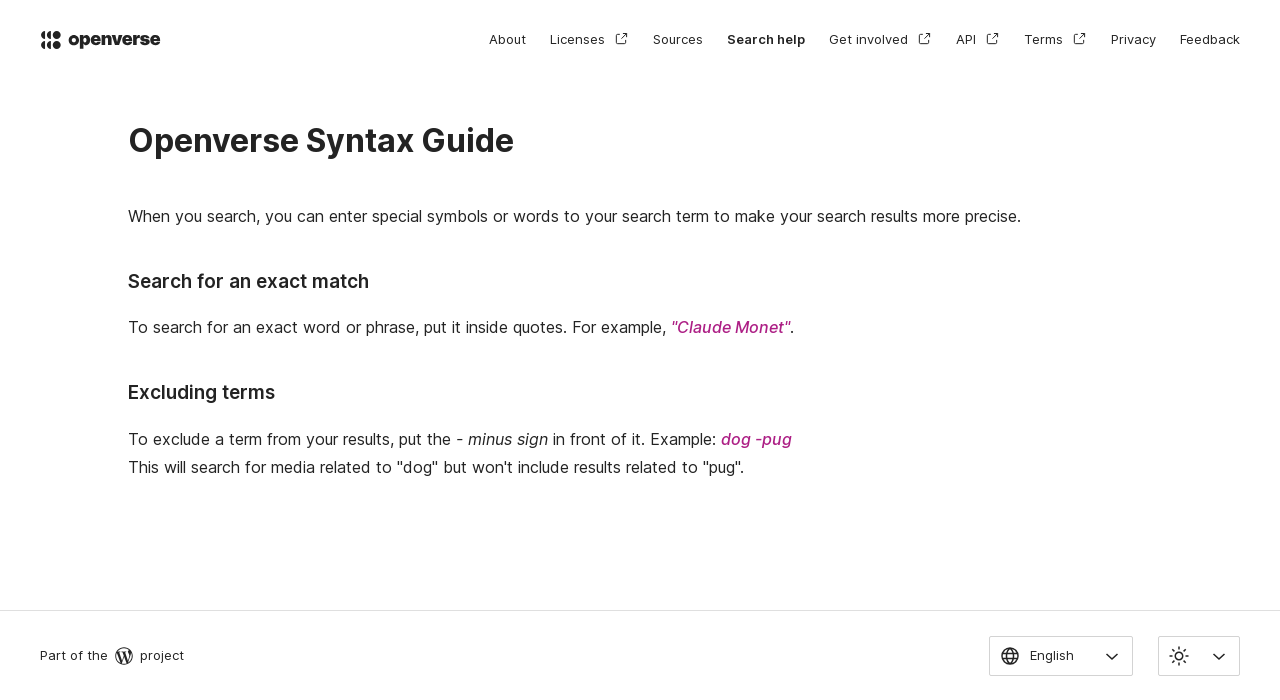 openverse
About Licenses Sources Search help Get involved API Terms Privacy Feedback
Openverse Syntax Guide
When you search, you can enter special symbols or words to your search term to make your search results more precise.
Search for an exact match
To search for an exact word or phrase, put it inside quotes. For example, "Claude Monet".
Excluding terms
To exclude a term from your results, put the - minus sign in front of it. Example: dog -pug
This will search for media related to "dog" but won't include results related to "pug".
Part of the project
English